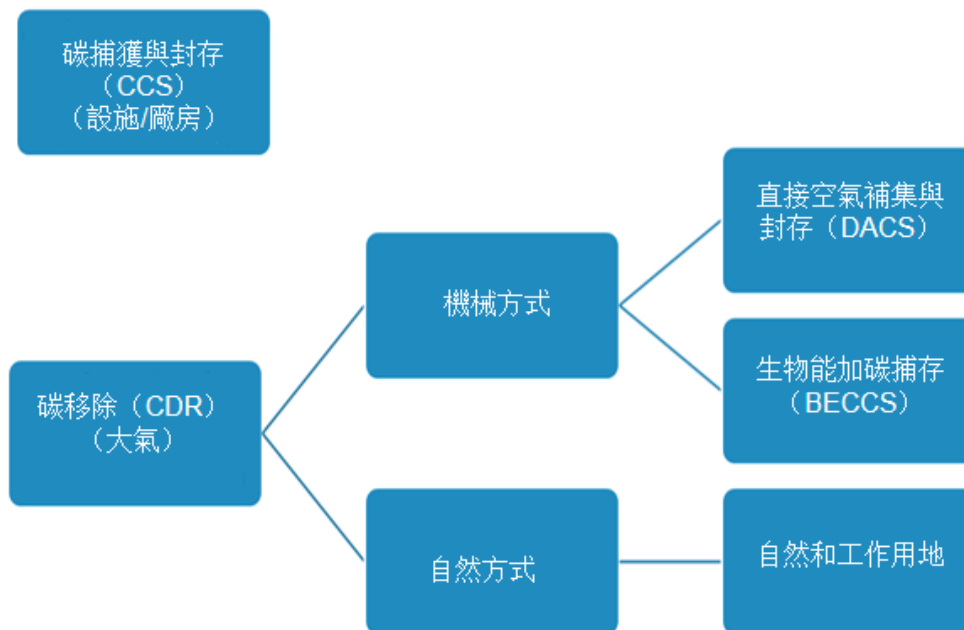 碳捕獲與封存
（CCS）
（設施/廠房）
直接空氣補集與
封存（DACS）
機械方式
生物能加碳捕存
（BECCS）
碳移除（CDR）
（大氣）
自然方式
自然和工作用地